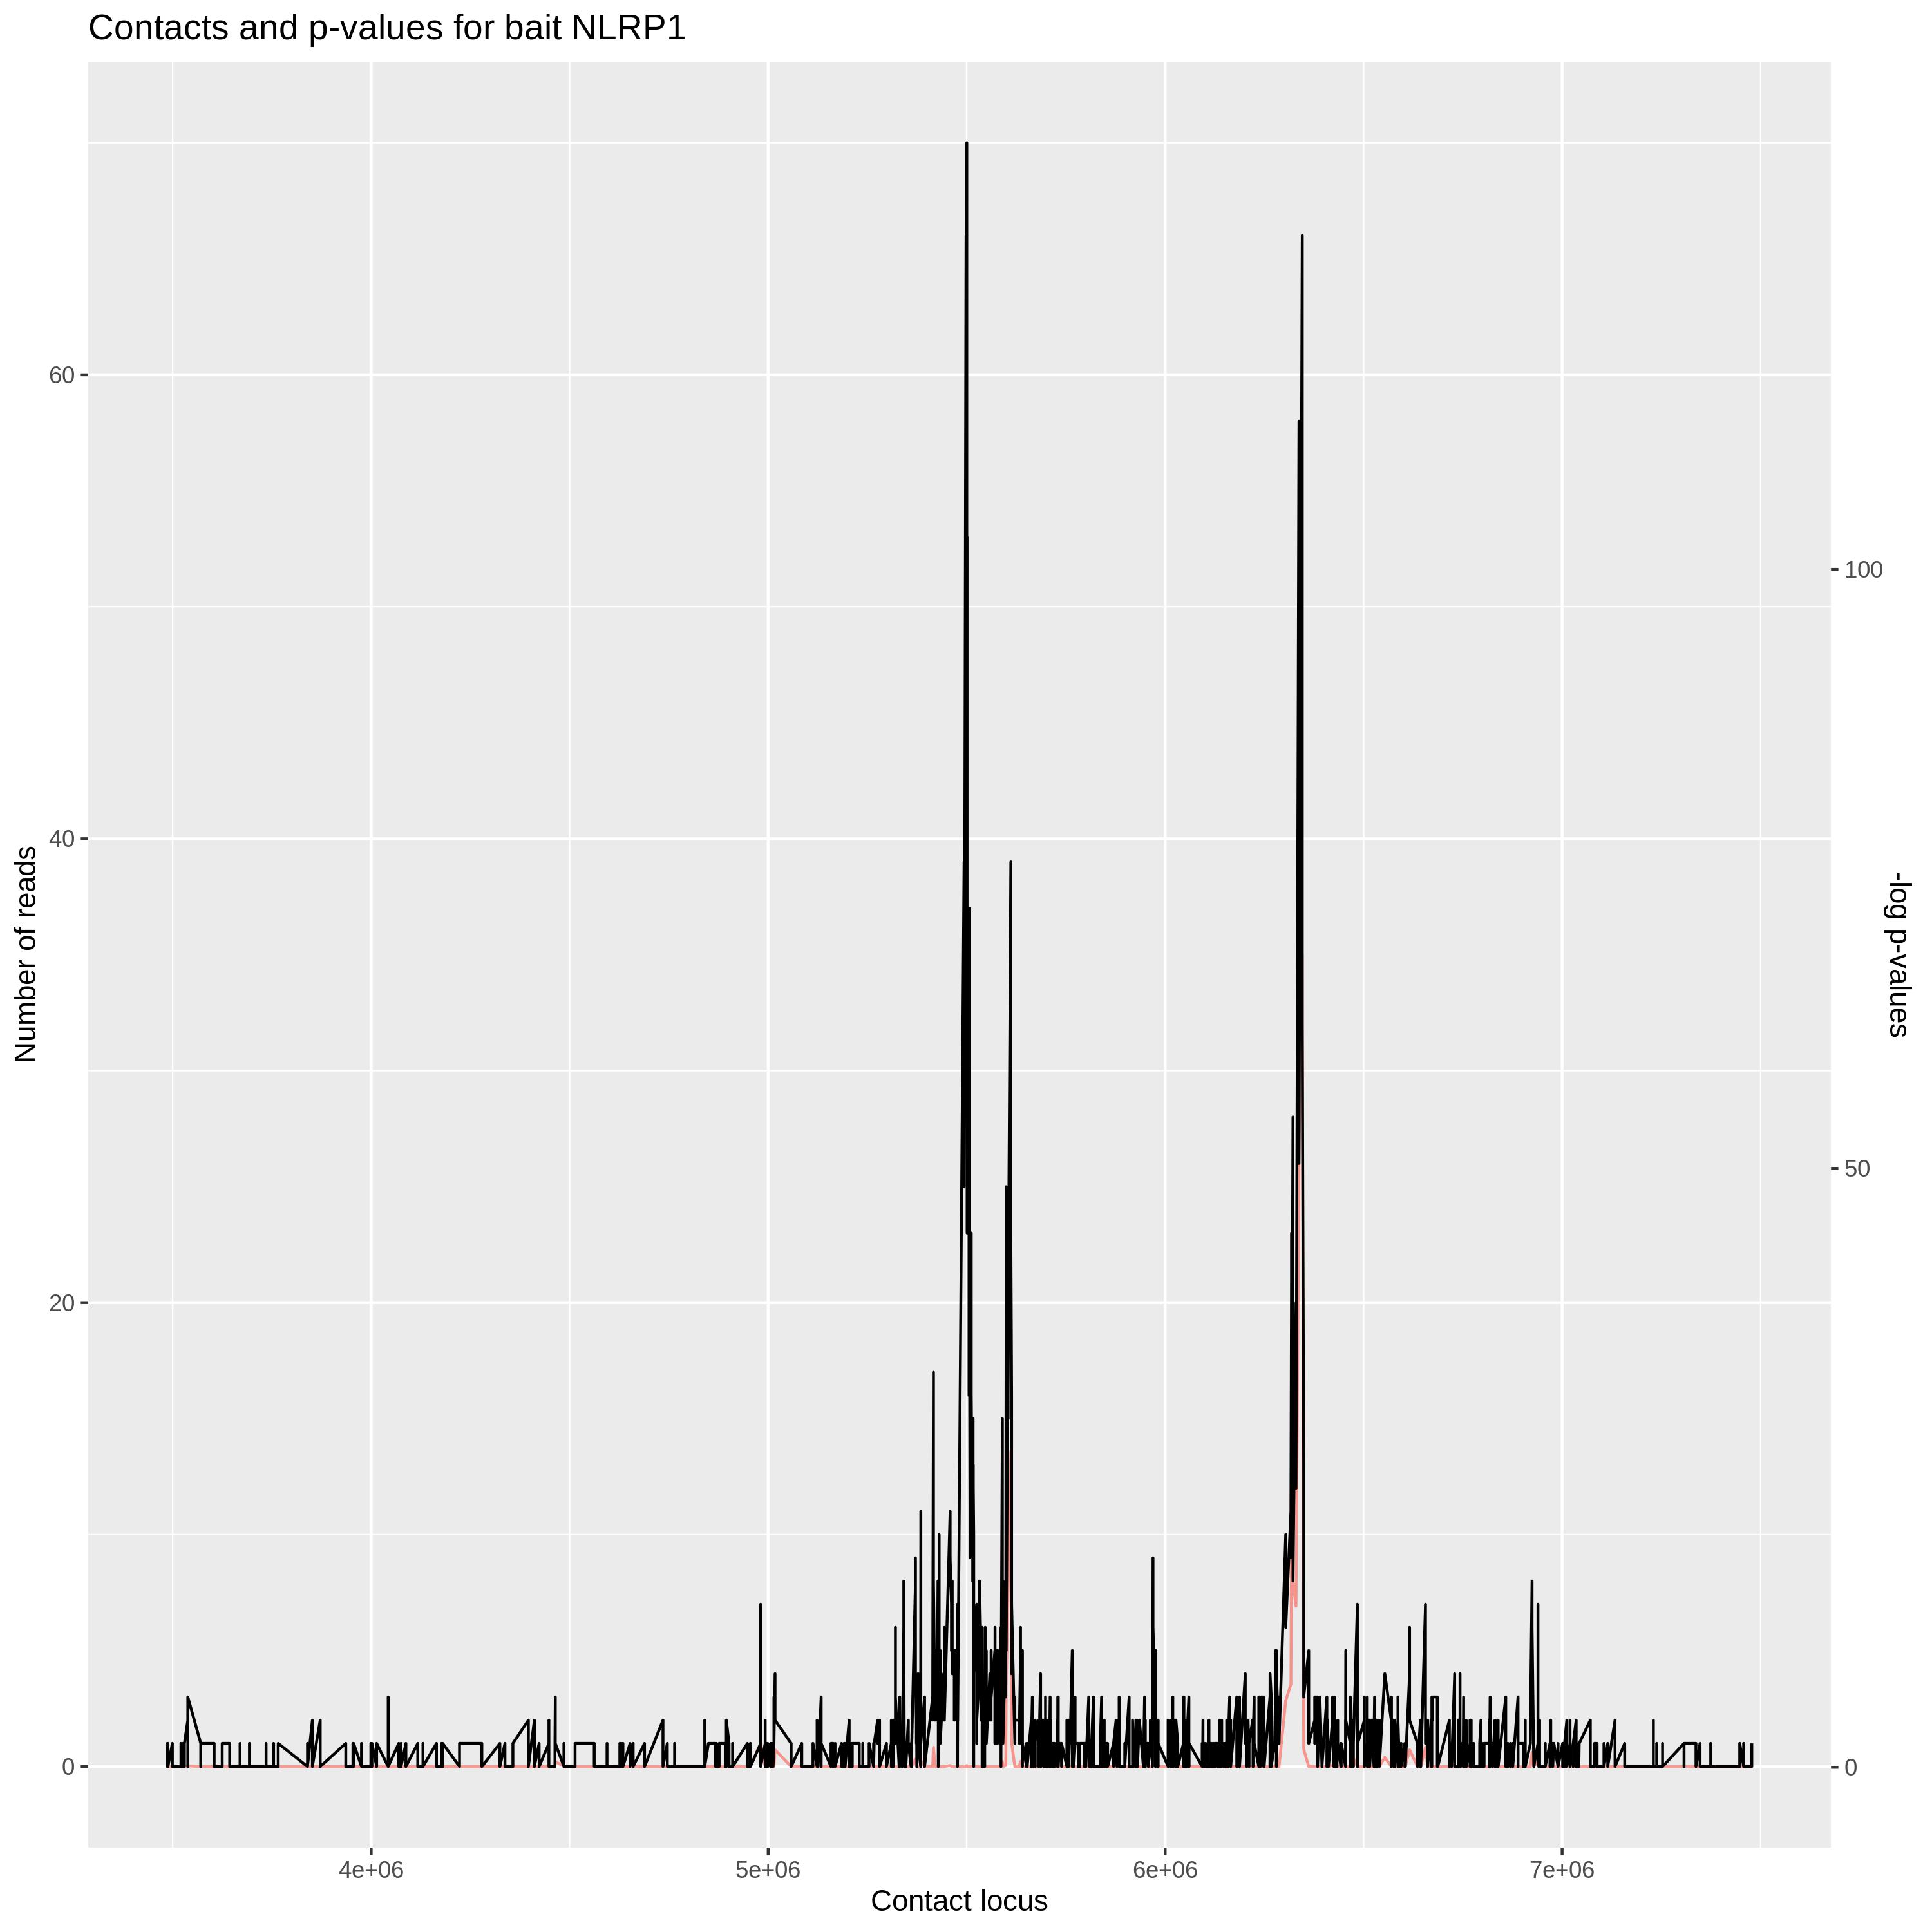 Contacts and p-values for bait NLRP1
60
40
20
0
Number of reads
100
50
0
-log p-values
4e+06
5e+06
6e+06
7e+06
Contact locus